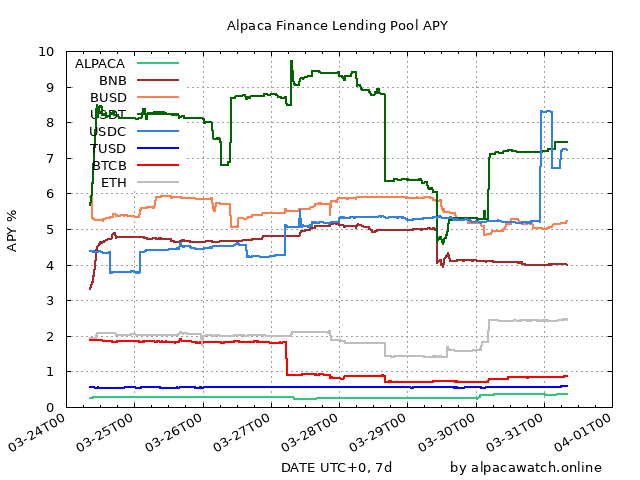 Alpaca Finance Lending Pool APY
10
9
8
7
6
5
4
3
2
1
0
APY %
ALPACA
BNB
BUSD
USDT
USDC
TUSD
BTCB
ETH
03-24T00
03-25T00
03-26T00
03-27T00
03-28T00
03-29T00
03-30T00
03-31T00
04-01T00
DATE UTC+0, 7d
by alpacawatch.online